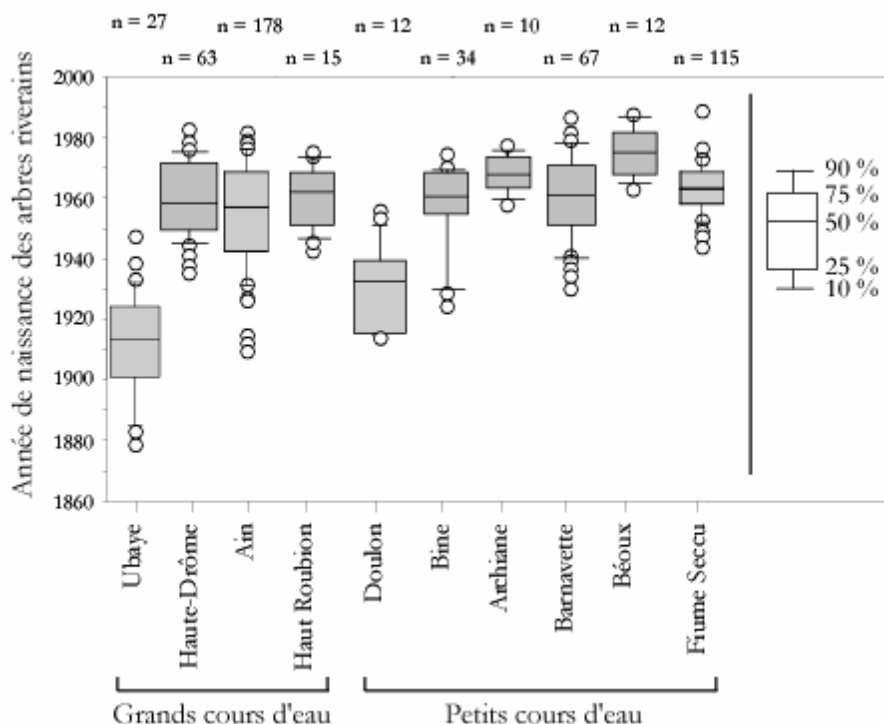 n = 27
n = 178
n = 12
n = 10
n = 12
n = 63
n = 15
n = 34
n = 67
n = 115
Année de naissance des arbres riverains
2000
1980
1960
1940
1920
1900
1880
1860
90 %
75 %
50 %
25 %
10 %
Ubaye
Haute-Drôme
Ain
Haut Roubion
Doulon
Bine
Archiane
Barnavette
Béoux
Fiume Seccu
Grands cours d'eau
Petits cours d'eau